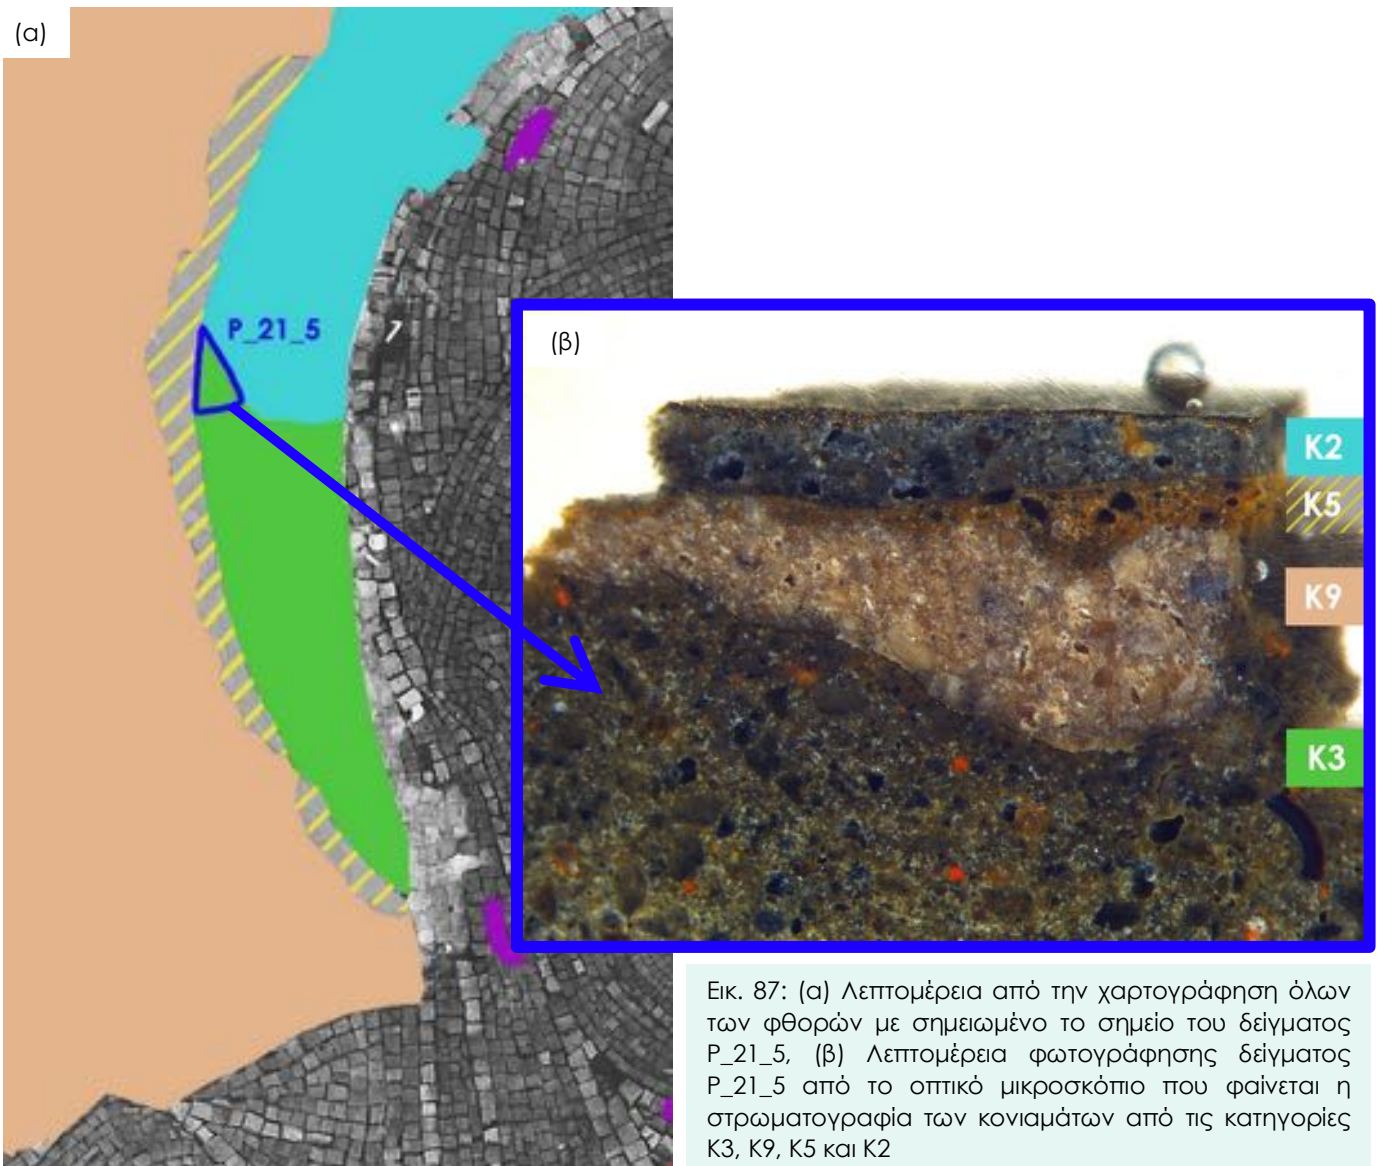 (α)
P_21_5
(β)
K2
K5
K9
K3
Εικ. 87: (α) Λεπτομέρεια από την χαρτογράφηση όλων
των φθορών με σημειωμένο το σημείο του δείγματος
P_21_5, (β) Λεπτομέρεια φωτογράφησης δείγματος
P_21_5 από το οπτικό μικροσκόπιο που φαίνεται η
στρωματογραφία των κονιαμάτων από τις κατηγορίες
Κ3, Κ9, Κ5 και Κ2